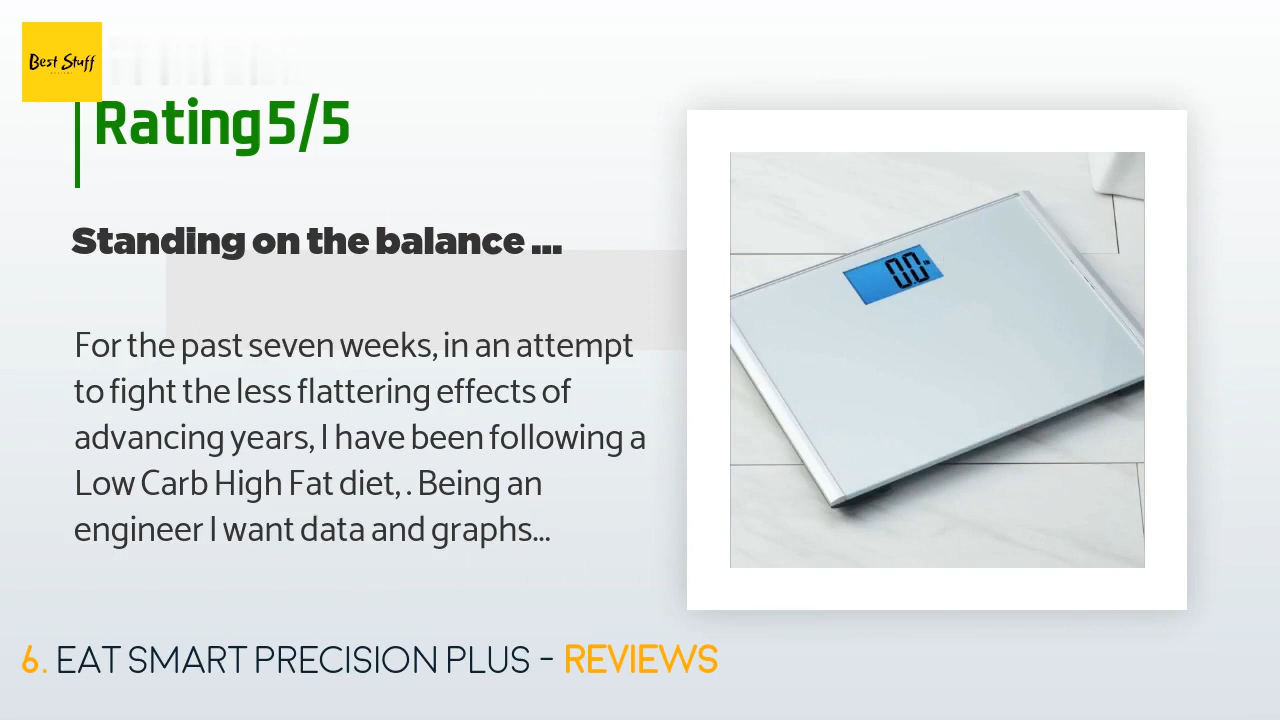 Best Stuff
Rating 5/5
Standing on the balance ...
For the past seven weeks, in an attempt
to fight the less flattering effects of
advancing years, I have been following a
Low Carb High Fat diet, . Being an
engineer I want data and graphs...
0.0
6. EAT SMART PRECISION PLUS - REVIEWS